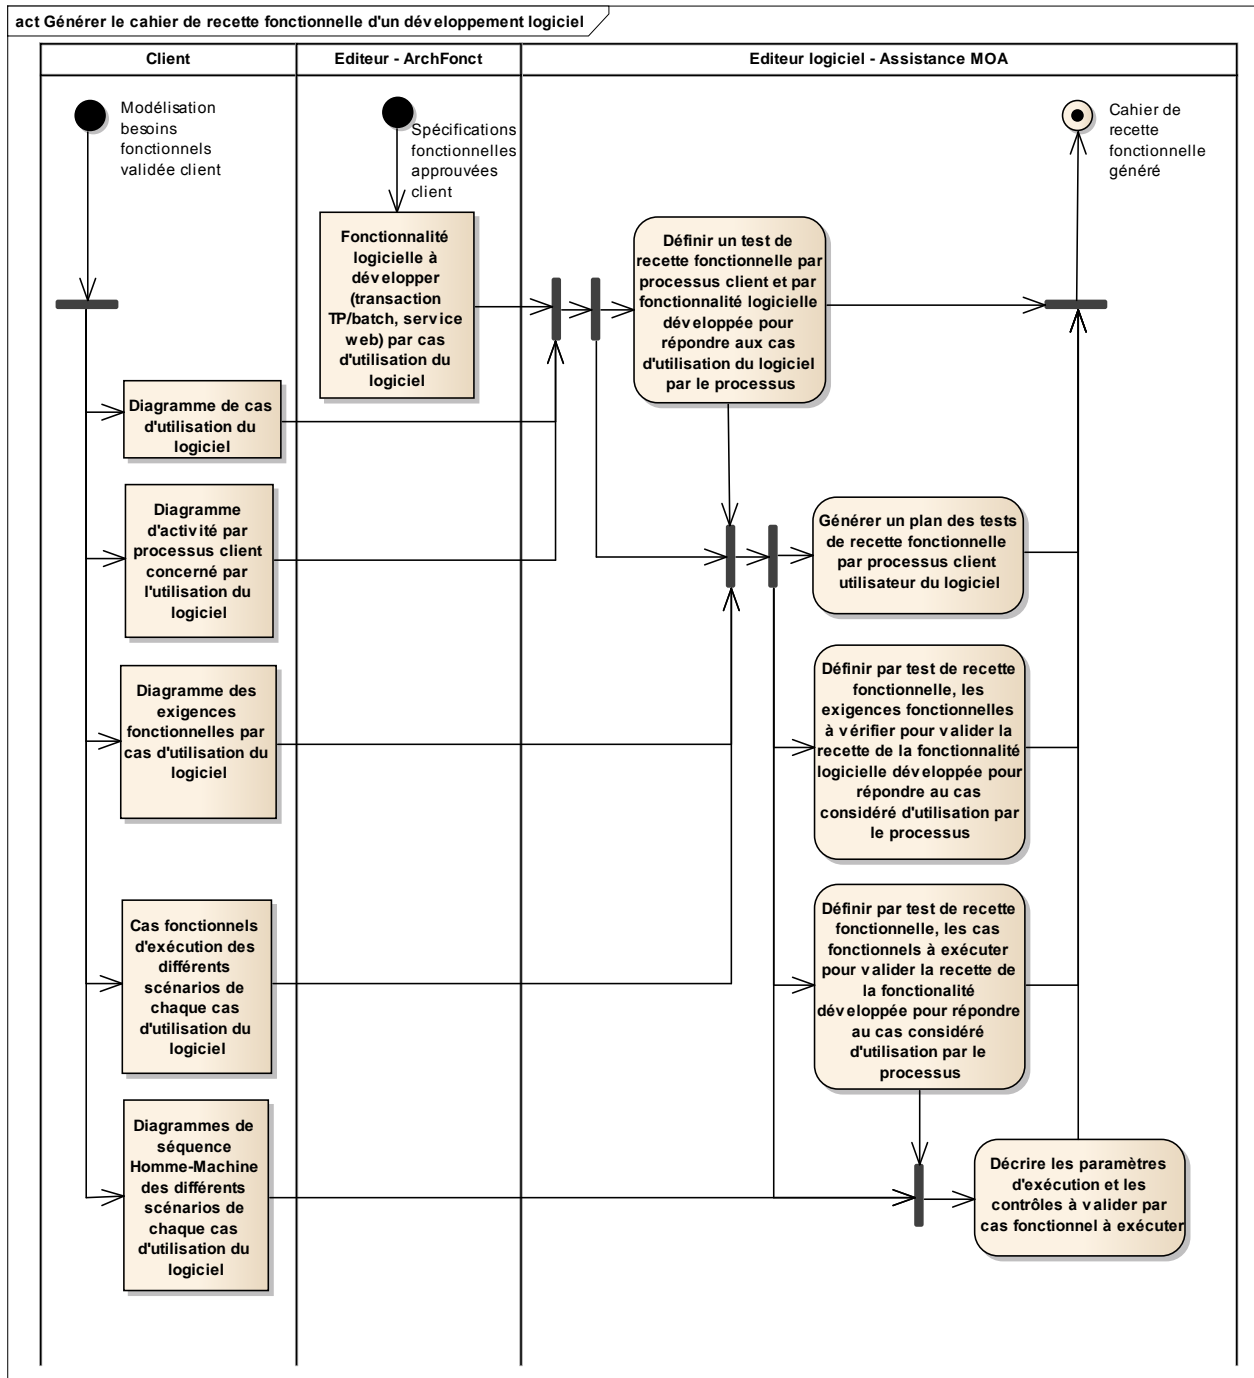 act Générer le cahier de recette fonctionnelle d'un développement logiciel
Client
Editeur - ArchFonct
Editeur logiciel - Assistance MOA
Modélisation
besoins
fonctionnels
validée client
Spécifications
fonctionnelles
approuvées
client
Cahier de
recette
fonctionnelle
généré
Fonctionnalité
logicielle à
développer
(transaction
TP/batch, service
web) par cas
d'utilisation du
logiciel
Définir un test de
recette fonctionnelle par
processus client et par
fonctionnalité logicielle
développée pour
répondre aux cas
d'utilisation du logiciel
par le processus
Diagramme de cas
d'utilisation du
logiciel
Diagramme
d'activité par
processus client
concerné par
l'utilisation du
logiciel
Générer un plan des tests
de recette fonctionnelle
par processus client
utilisateur du logiciel
Diagramme des
exigences
fonctionnelles par
cas d'utilisation du
logiciel
Définir par test de recette
fonctionnelle, les
exigences fonctionnelles
à vérifier pour valider la
recette de la fonctionnalité
logicielle développée pour
répondre au cas
considéré d'utilisation par
le processus
Cas fonctionnels
d'exécution des
différents
scénarios de
chaque cas
d'utilisation du
logiciel
Définir par test de recette
fonctionnelle, les cas
fonctionnels à exécuter
pour valider la recette de
la fonctionalité
développée pour répondre
au cas considéré
d'utilisation par le
processus
Diagrammes de
séquence
Homme-Machine
des différents
scénarios de
chaque cas
d'utilisation du
logiciel
Décrire les paramètres
d'exécution et les
contrôles à valider par
cas fonctionnel à exécuter